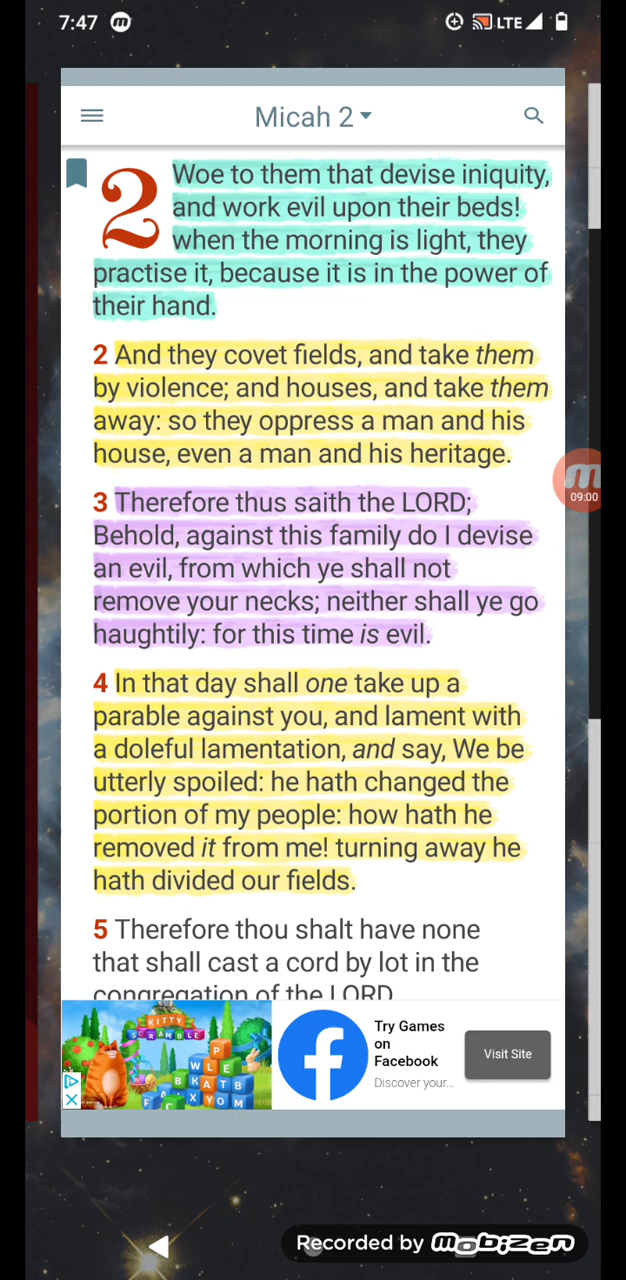 7:47 m LTE
Micah 2
2 Woe to them that devise iniquity,
and work evil upon their beds!
when the morning is light, they
practise it, because it is in the power of
their hand.
2 And they covet fields, and take them
by violence; and houses, and take them
away: so they oppress a man and his
house, even a man and his heritage.
m
09:00
3 Therefore thus saith the LORD;
Behold, against this family do I devise
an evil, from which ye shall not
remove your necks; neither shall ye go
haughtily: for this time is evil.
4 In that day shall one take up a
parable against you, and lament with
a doleful lamentation, and say, We be
utterly spoiled: he hath changed the
portion of my people: how hath he
removed it from me! turning away he
hath divided our fields.
5 Therefore thou shalt have none
that shall cast a cord by lot in the
congregation of the LORD
KITTY
SCRAMBLE
P
W L E
B K A T B
F C X Y O M
f
Try Games
on
Facebook
Discover your...
Visit Site
Recorded by mobizen